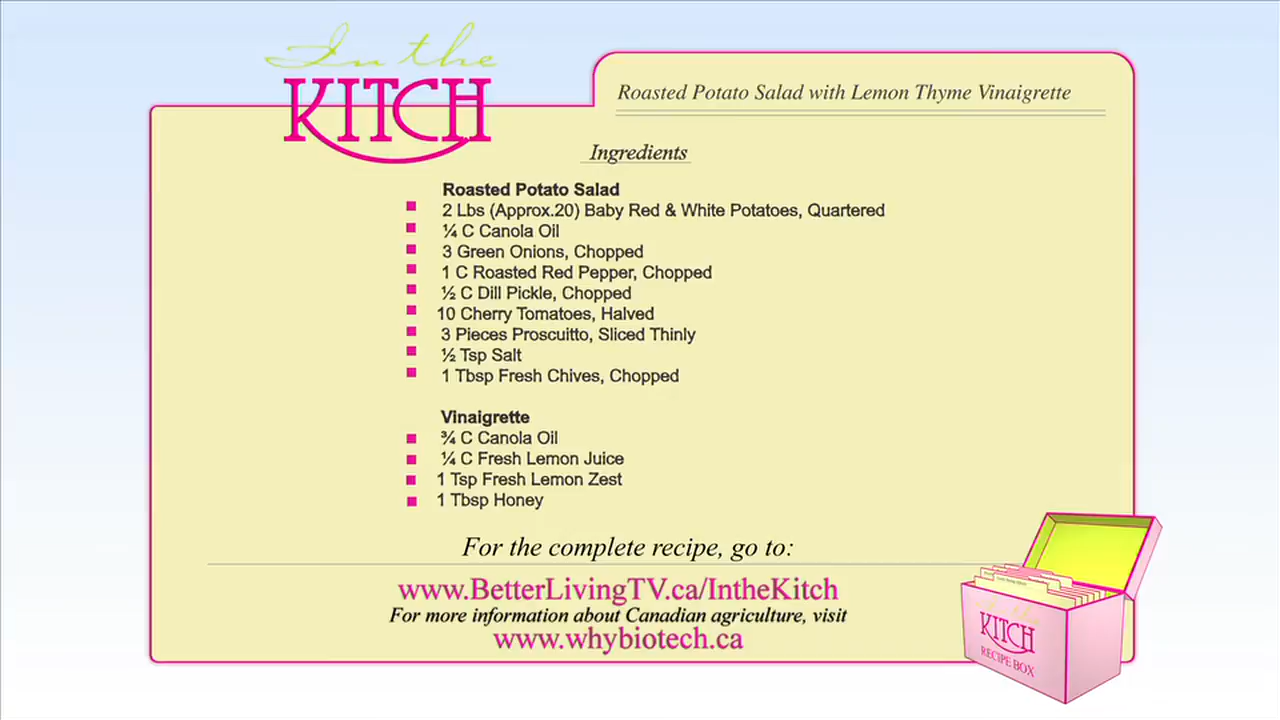 In the
KITCH
Roasted Potato Salad with Lemon Thyme Vinaigrette
Ingredients
Roasted Potato Salad
2 Lbs (Approx.20) Baby Red & White Potatoes, Quartered
¼ C Canola Oil
3 Green Onions, Chopped
1 C Roasted Red Pepper, Chopped
½ C Dill Pickle, Chopped
10 Cherry Tomatoes, Halved
3 Pieces Proscuitto, Sliced Thinly
½ Tsp Salt
1 Tbsp Fresh Chives, Chopped
Vinaigrette
¾ C Canola Oil
¼ C Fresh Lemon Juice
1 Tsp Fresh Lemon Zest
1 Tbsp Honey
For the complete recipe, go to:
www.BetterLivingTV.ca/IntheKitch
For more information about Canadian agriculture, visit
www.whybiotech.ca
In the
KITCH
RECIPE BOX